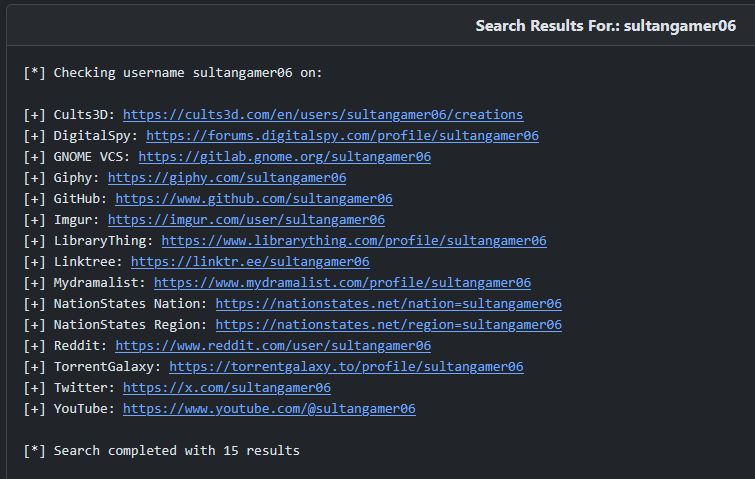 Search Results For.: sultangamer06
[*] Checking username sultangamer06 on:
[+] Cults3D: https://cults3d.com/en/users/sultangamer06/creations
[+] DigitalSpy: https://forums.digitalspy.com/profile/sultangamer06
[+] GNOME VCS: https://gitlab.gnome.org/sultangamer06
[+] Giphy: https://giphy.com/sultangamer06
[+] GitHub: https://www.github.com/sultangamer06
[+] Imgur: https://imgur.com/user/sultangamer06
[+] LibraryThing: https://www.librarything.com/profile/sultangamer06
[+] Linktree: https://linktr.ee/sultangamer06
[+] Mydramalist: https://www.mydramalist.com/profile/sultangamer06
[+] NationStates Nation: https://nationstates.net/nation=sultangamer06
[+] NationStates Region: https://nationstates.net/region=sultangamer06
[+] Reddit: https://www.reddit.com/user/sultangamer06
[+] TorrentGalaxy: https://torrentgalaxy.to/profile/sultangamer06
[+] Twitter: https://x.com/sultangamer06
[+] YouTube: https://www.youtube.com/@sultangamer06
[*] Search completed with 15 results